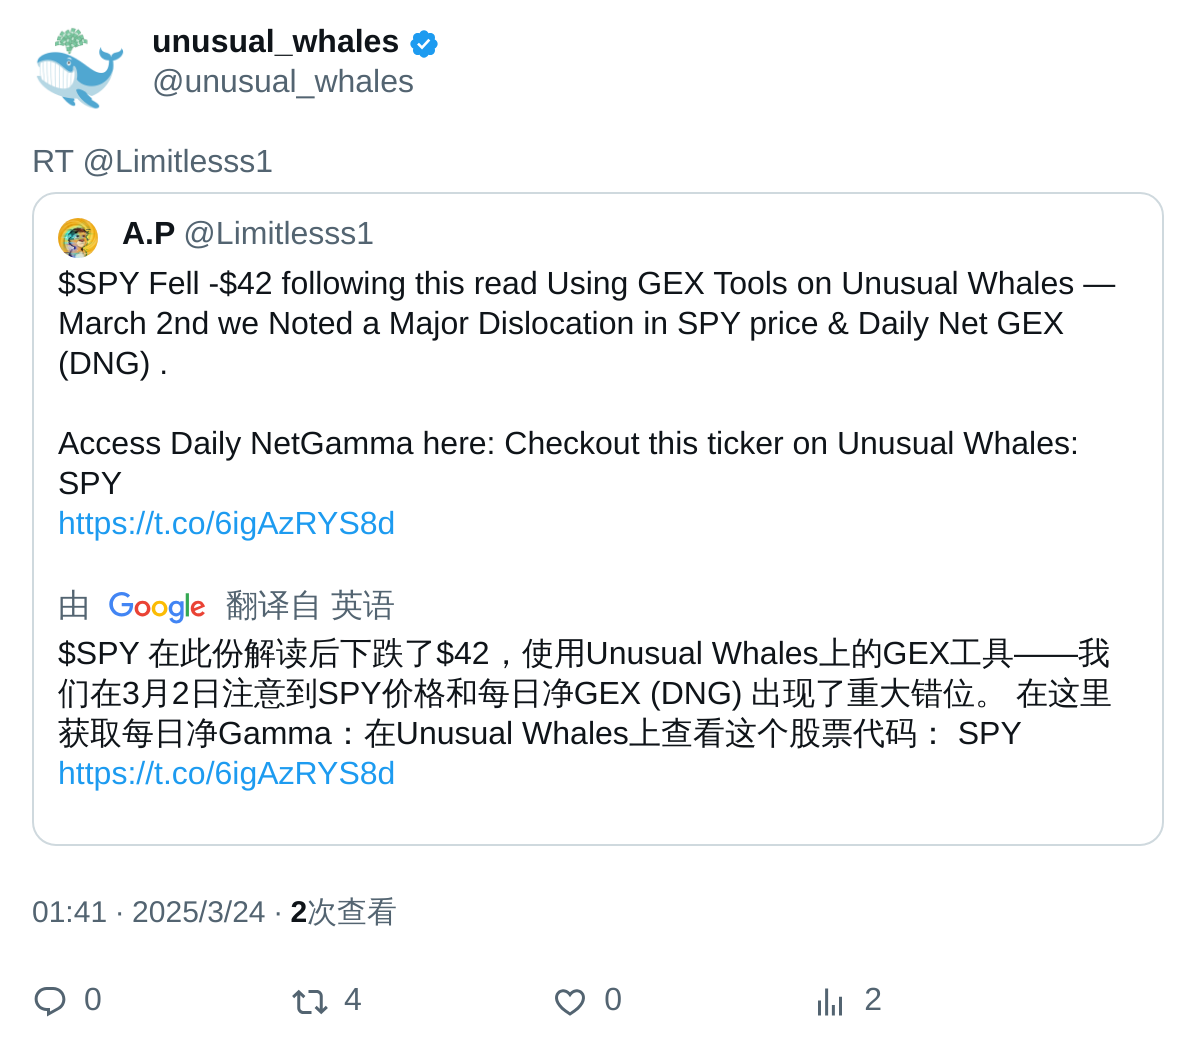 unusual_whales
@unusual_whales
RT @Limitlesss1
A.P @Limitlesss1
$SPY Fell -$42 following this read Using GEX Tools on Unusual Whales —
March 2nd we Noted a Major Dislocation in SPY price & Daily Net GEX
(DNG) .
Access Daily NetGamma here: Checkout this ticker on Unusual Whales:
SPY
https://t.co/6igAzRYS8d
由 Google 翻译自 英语
$SPY 在此份解读后下跌了$42，使用Unusual Whales上的GEX工具——我
们在3月2日注意到SPY价格和每日净GEX (DNG) 出现了重大错位。 在这里
获取每日净Gamma：在Unusual Whales上查看这个股票代码： SPY
https://t.co/6igAzRYS8d
01:41 · 2025/3/24 · 2次查看
0 4 0 2